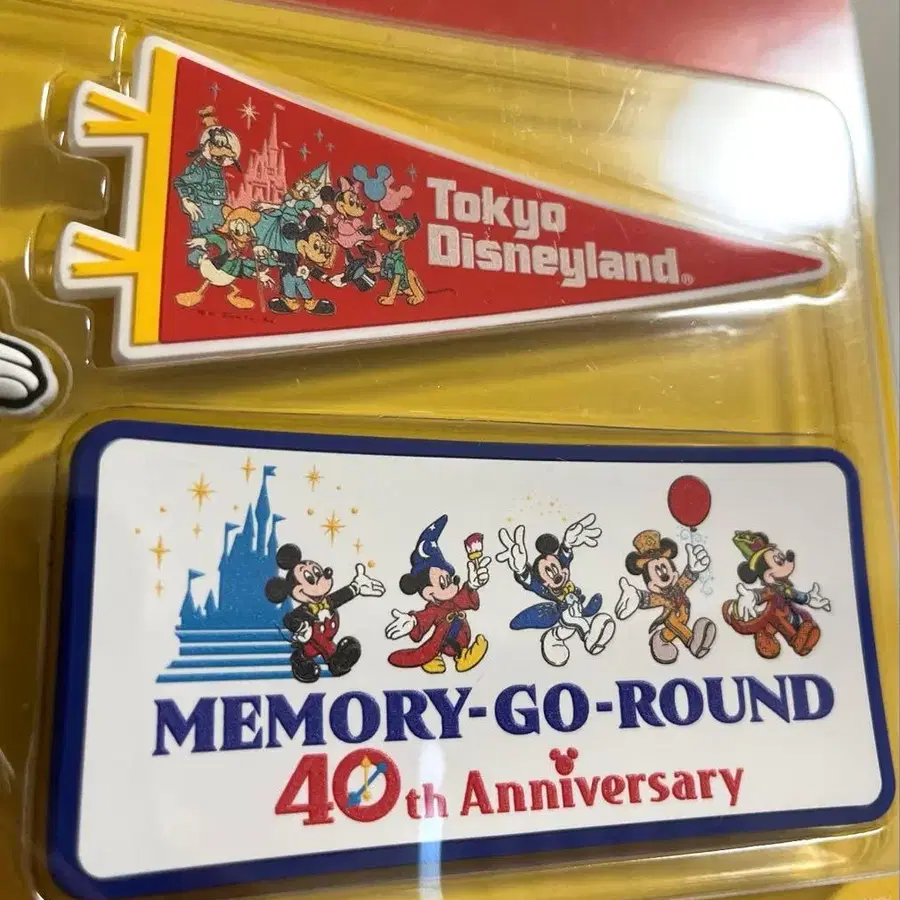 Tokyo
Disneyland®
MEMORY-GO-ROUND
40th Anniversary